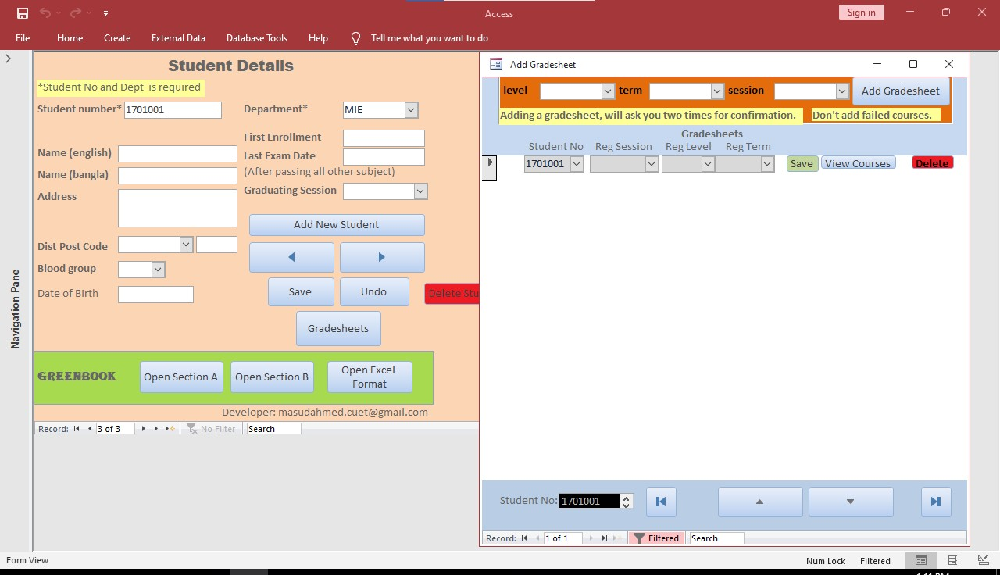 Access
Sign in
File Home Create External Data Database Tools Help Tell me what you want to do
Navigation Pane
Student Details
*Student No and Dept is required
Student number* 1701001 Department* MIE
First Enrollment
Name (english) Last Exam Date
(After passing all other subject)
Name (bangla)
Graduating Session
Address
Add New Student
Dist Post Code
Blood group
Date of Birth
Save Undo Delete Stu
Gradesheets
GREENBOOK Open Section A Open Section B Open Excel
Format
Developer: masudahmed.cuet@gmail.com
Record: 3 of 3 No Filter Search
Add Gradesheet
level term session Add Gradesheet
Adding a gradesheet, will ask you two times for confirmation. Don't add failed courses.
Gradesheets
Student No Reg Session Reg Level Reg Term
1701001 Save View Courses Delete
Student No: 1701001
Record: 1 of 1 Filtered Search
Form View Num Lock Filtered